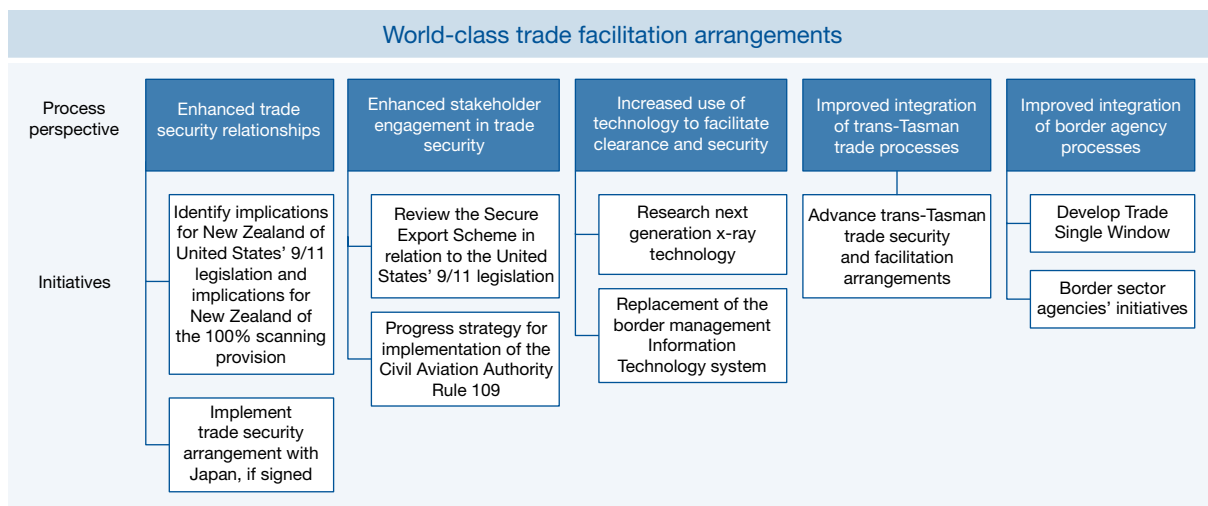 World-class trade facilitation arrangements
Process
perspective
Enhanced trade
security relationships
Enhanced stakeholder
engagement in trade
security
Increased use of
technology to facilitate
clearance and security
Improved integration
of trans-Tasman
trade processes
Improved integration
of border agency
processes
Initiatives
Identify implications
for New Zealand of
United States’ 9/11
legislation and
implications for
New Zealand of
the 100% scanning
provision
Implement
trade security
arrangement with
Japan, if signed
Review the Secure
Export Scheme in
relation to the United
States’ 9/11 legislation
Progress strategy for
implementation of the
Civil Aviation Authority
Rule 109
Research next
generation x-ray
technology
Replacement of the
border management
Information
Technology system
Advance trans-Tasman
trade security
and facilitation
arrangements
Develop Trade
Single Window
Border sector
agencies’ initiatives